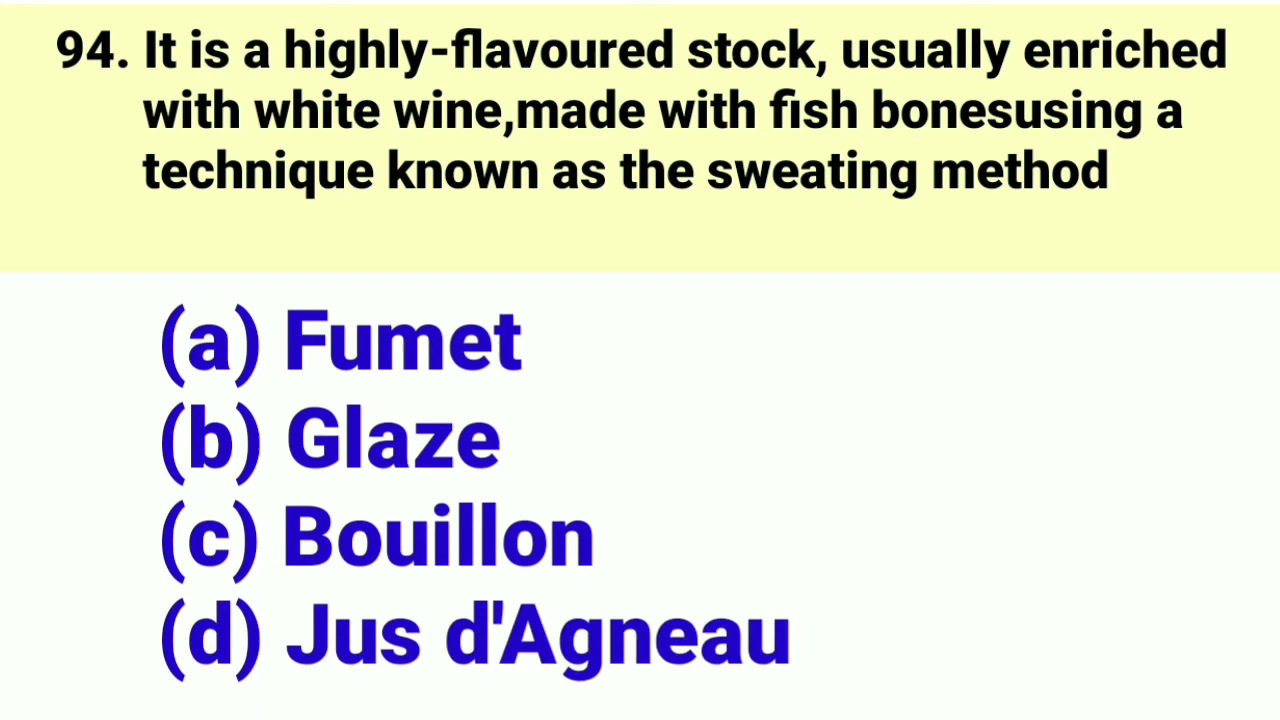 94. It is a highly-flavoured stock, usually enriched
with white wine,made with fish bonesusing a
technique known as the sweating method
(a) Fumet
(b) Glaze
(c) Bouillon
(d) Jus d'Agneau